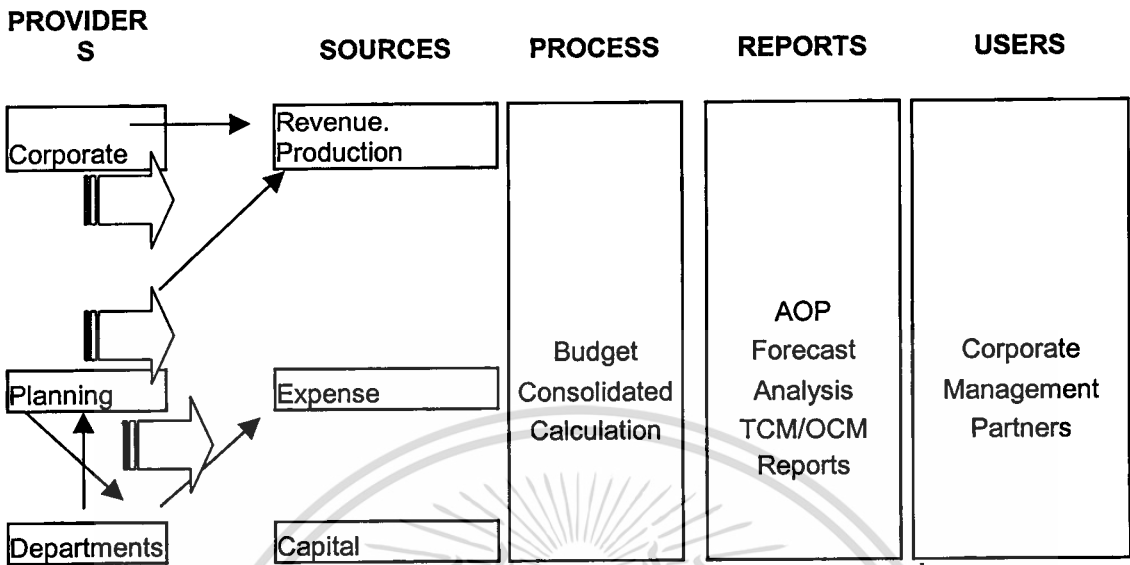 PROVIDER
S
SOURCES
PROCESS
REPORTS
USERS
Corporate
Revenue.
Production
Planning
Expense
Departments
Capital
Budget
Consolidated
Calculation
AOP
Forecast
Analysis
TCM/OCM
Reports
Corporate
Management
Partners